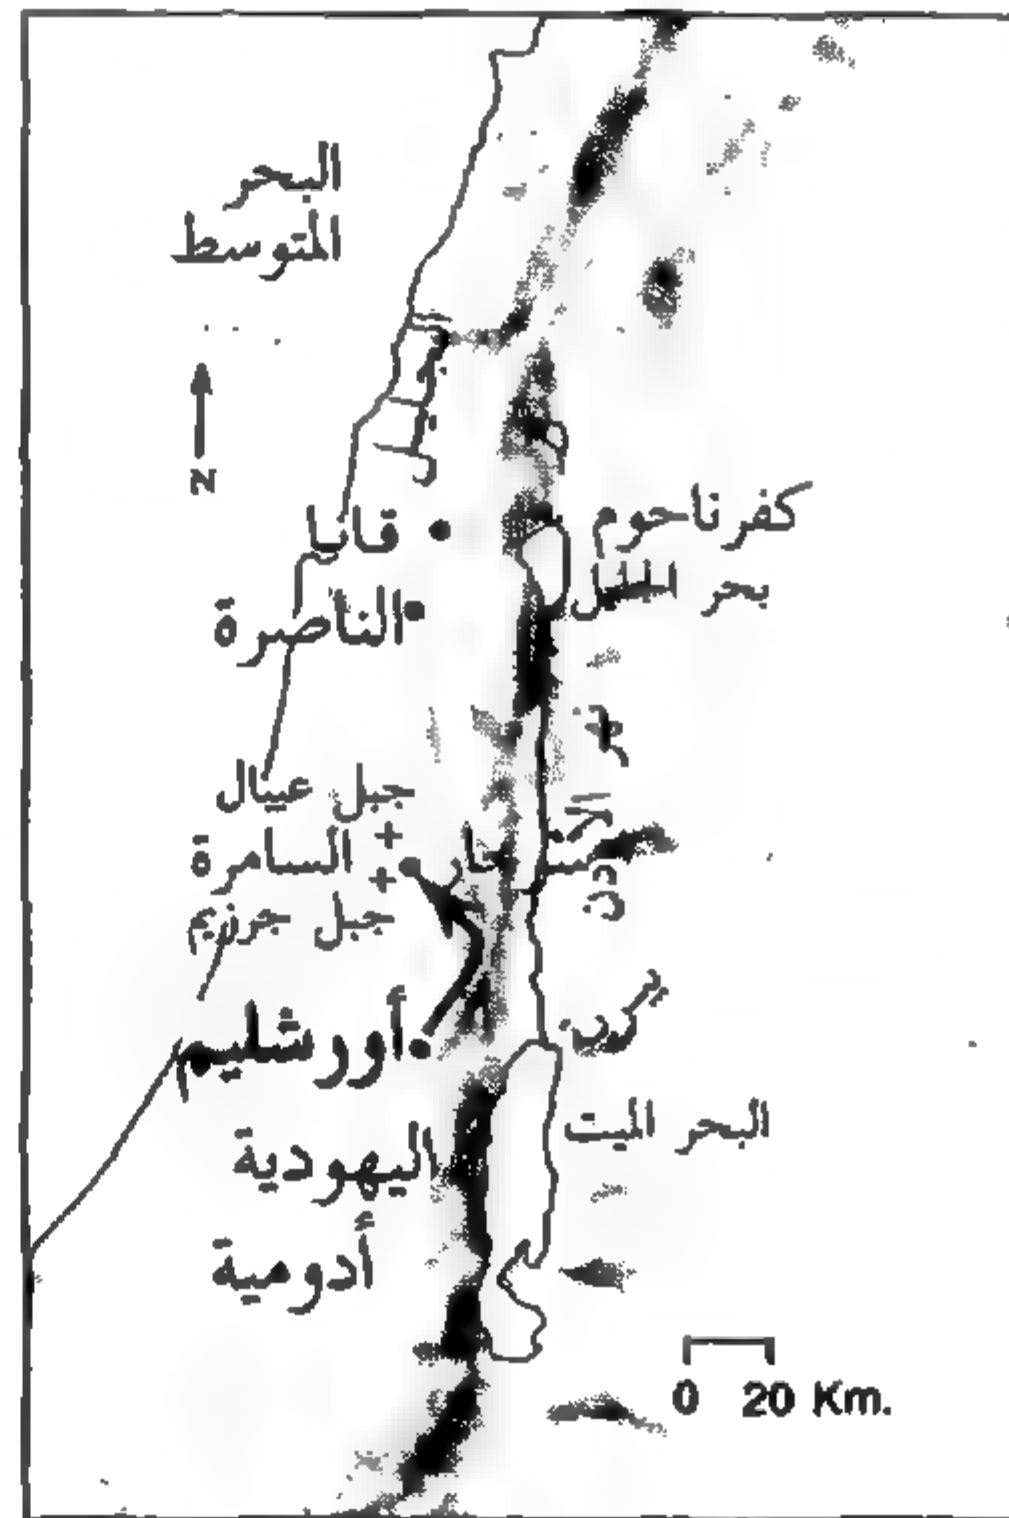 البحر
المتوسط
N
قانا
كفرناحوم
بحر الجليل
الناصرة
جبل عيبال
السامرة
جبل جرزيم
أورشليم
اليهودية
البحر الميت
أدومية
0 20 Km.